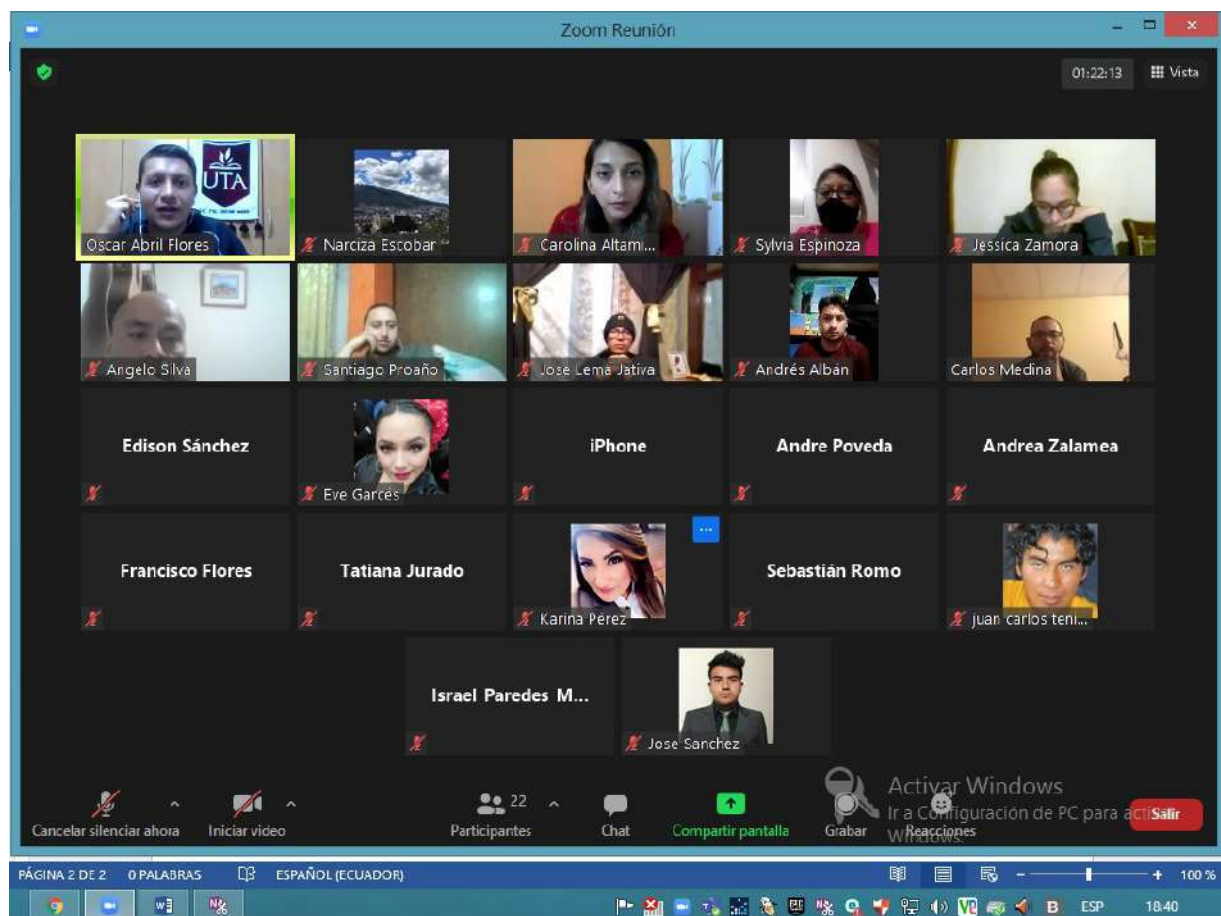 Zoom Reunión
01:22:13 Vista
UTA
Oscar Abril Flores
Narciza Escobar
Carolina Altami...
Sylvia Espinoza
Jessica Zamora
Angelo Silva
Santiago Proaño
Jose Lema Jativa
Andrés Albán
Carlos Medina
Edison Sánchez
Eve Garcés
iPhone
Andre Poveda
Andrea Zalamea
Francisco Flores
Tatiana Jurado
Karina Pérez
Sebastián Romo
juan carlos teni...
Israel Paredes M...
Jose Sanchez
Activar Windows
Ir a Configuración de PC para activar
Windows.
Cancelar silenciar ahora
Iniciar video
22
Participantes
Chat
Compartir pantalla
Grabar
Reacciones
Salir
PÁGINA 2 DE 2 0 PALABRAS ESPAÑOL (ECUADOR) 100 %
ESP 18:40